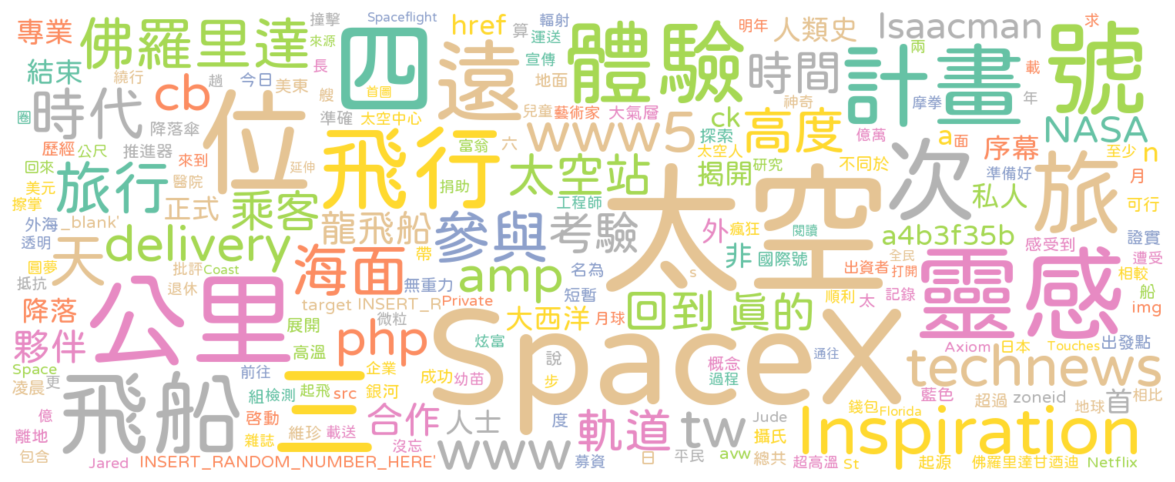 撞擊 Spaceflight href 算 輻射 明年 人類史 Isaacman 求
專業 佛羅里達 來源 四 遠 運送 體驗 時間 計畫 號 兩 載
結束 繞行 趟 今日 美東 長 宣傳 地面 神奇 摩拳 年
圈 時代 cb 位 艘 首圖 兒童 藝術家 大氣層 ck 高度 億萬 NASA
降落傘 準確 太空中心 www5 探索 太空人 a 面 序幕 至少 n
歷經 公尺 推進器 飛行 富翁 六 揭開 研究 不同於 準備好 月
回來 旅行 來到 醫院 延伸 捐助 太空站 次 私人 旅 可行
美元 擦掌 乘客 工程師 太空
外海 _blank' 正式 龍飛船 參與 考驗 外 瘋狂 閱讀 a4b3f35b 證實
透明 天 delivery 帶 非 國際號 全民 感受到 遭受
圓夢 批評 Coast 海面 無重力 amp 名為 s 出資者 打開 靈感 相較
抵抗 退休 target INSERT_R Private 短暫 記錄 船
降落 公里 微粒 大西洋 月球 回到 真的 順利 太 img
夥伴 展開 php SpaceX 炫富 說 通往 Axiom 日本 Touches 出發點
Space 高溫 前往 企業 概念 technews
凌晨 更 飛船 組檢測 起飛 src 三 成功 幼苗 銀河 步 過程 藍色 超過 zoneid 首 相比
億 啓動 合作 人士 度 軌道 tw Jude 錢包 Florida 地球
離地 雜誌 維珍 載送 沒忘 www 日 平民 攝氏 Inspiration
包含 Jared INSERT_RANDOM_NUMBER_HERE' 募資 avw 總共 超高溫 St 起源 佛羅里達甘迺迪 Netflix